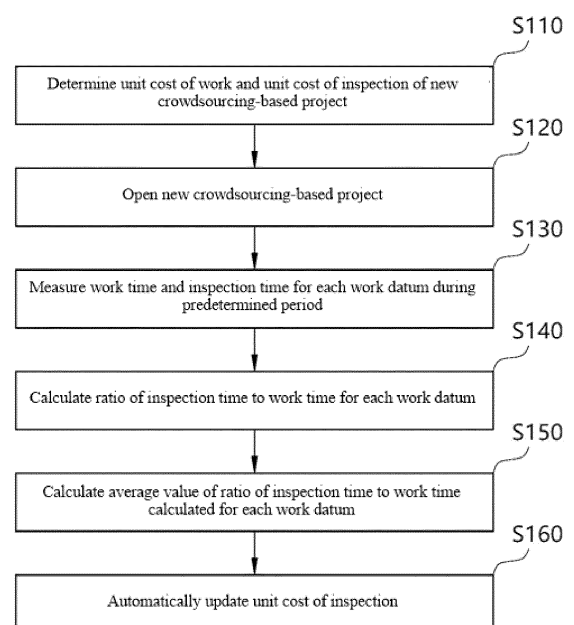 S110
Determine unit cost of work and unit cost of inspection of new
crowdsourcing-based project
S120
Open new crowdsourcing-based project
S130
Measure work time and inspection time for each work datum during
predetermined period
S140
Calculate ratio of inspection time to work time for each work datum
S150
Calculate average value of ratio of inspection time to work time
calculated for each work datum
S160
Automatically update unit cost of inspection